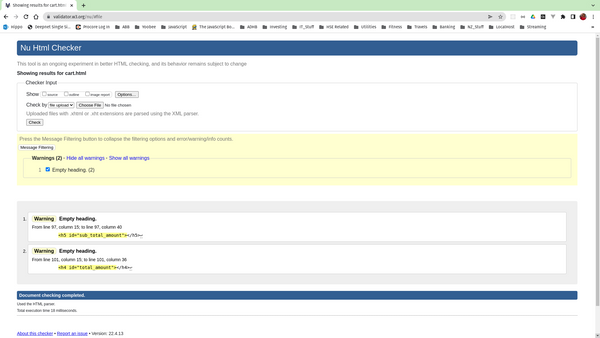 Showing results for cart.html
validator.w3.org/nu/#file
Hippo
Deepnet Single Si...
Procure Log In
ABB
Yoobee
JavaScript
The JavaScript Bo...
ADHB
Investing
IT_Stuff
HSE Related
Utilities
Fitness
Travels
Banking
NZ_Stuff
Localhost
Streaming
Nu Html Checker
This tool is an ongoing experiment in better HTML checking, and its behavior remains subject to change
Showing results for cart.html
Checker Input
Show source outline image report Options...
Check by file upload Choose File No file chosen
Uploaded files with .xhtml or .xht extensions are parsed using the XML parser.
Check
Press the Message Filtering button to collapse the filtering options and error/warning/info counts.
Message Filtering
Warnings (2) · Hide all warnings · Show all warnings
1 Empty heading. (2)
1. Warning Empty heading.
From line 97, column 15; to line 97, column 40
<h5 id="sub_total_amount"></h5>↩
2. Warning Empty heading.
From line 101, column 15; to line 101, column 36
<h4 id="total_amount"></h4>↩
Document checking completed.
Used the HTML parser.
Total execution time 16 milliseconds.
About this checker • Report an issue • Version: 22.4.13